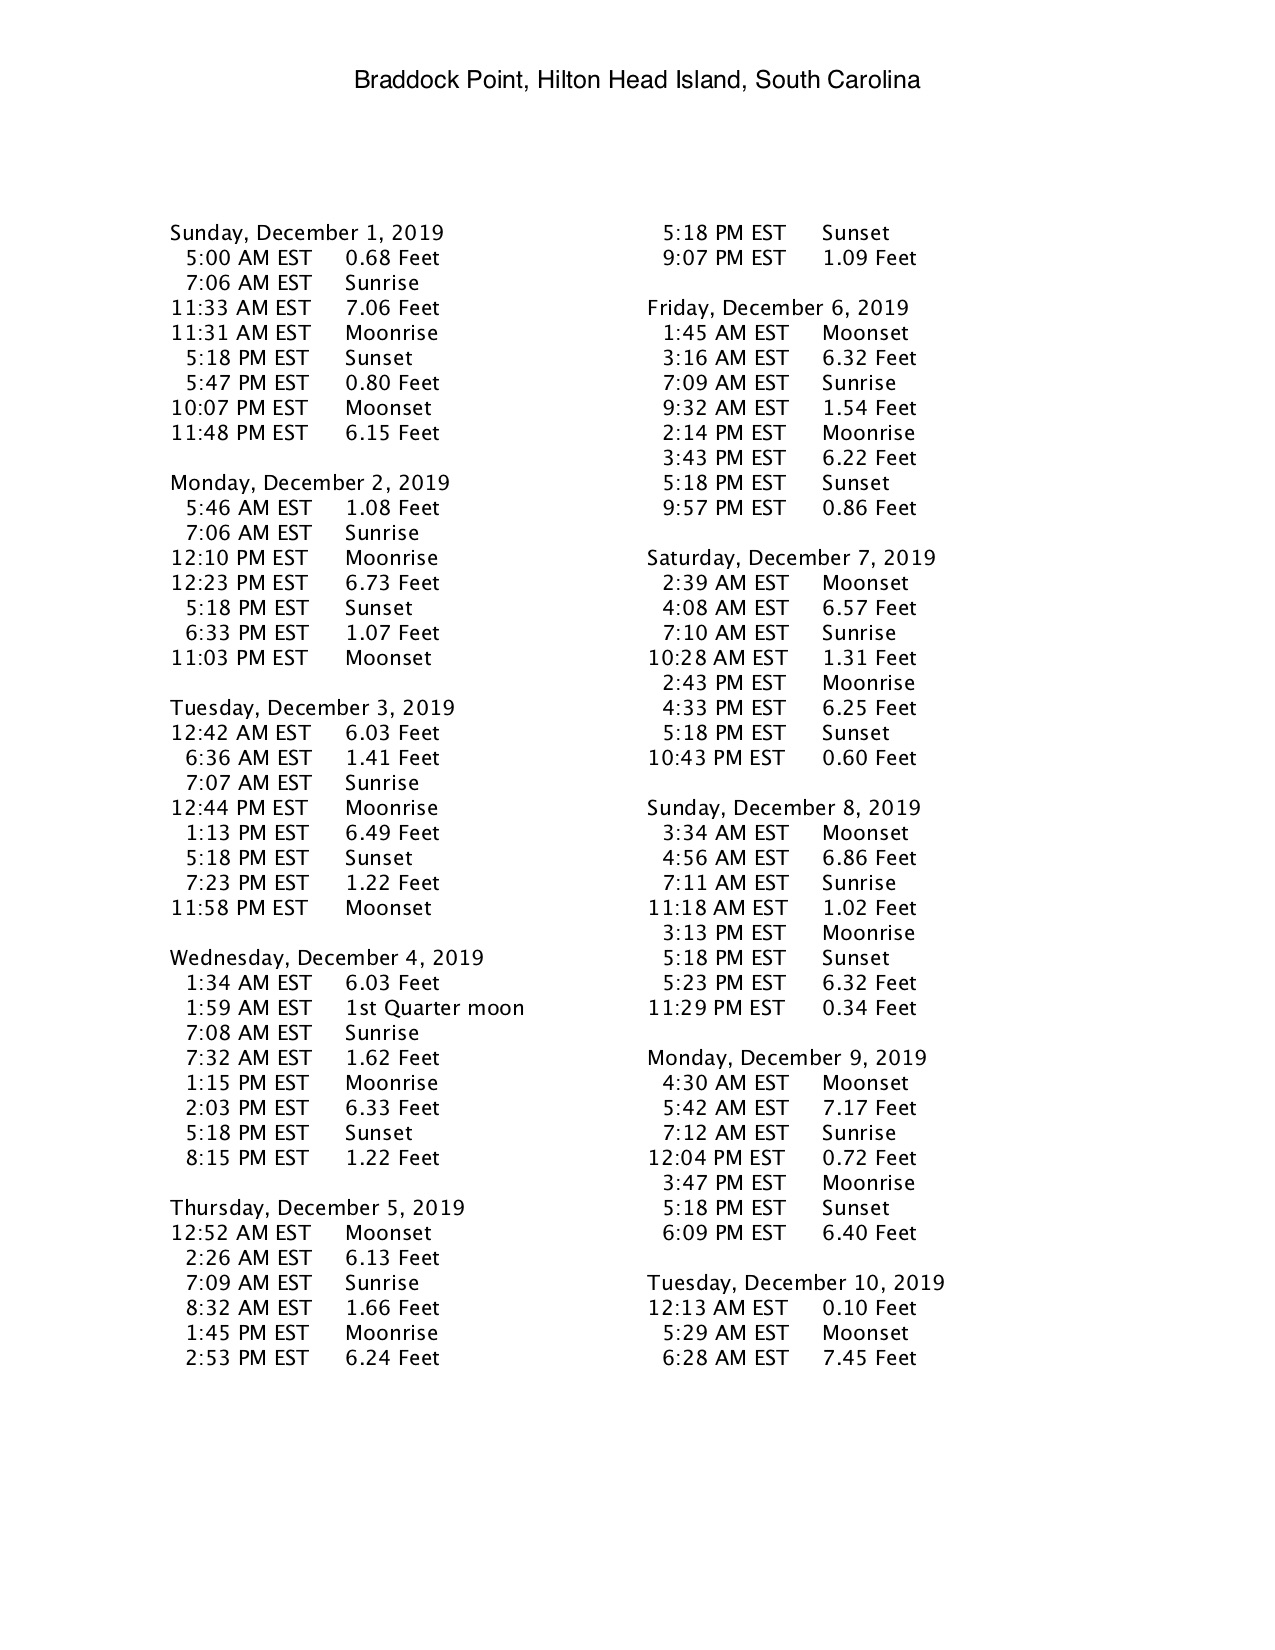 Braddock Point, Hilton Head Island, South Carolina
Sunday, December 1, 2019
5:00 AM EST 0.68 Feet
7:06 AM EST Sunrise
11:33 AM EST 7.06 Feet
11:31 AM EST Moonrise
5:18 PM EST Sunset
5:47 PM EST 0.80 Feet
10:07 PM EST Moonset
11:48 PM EST 6.15 Feet
Monday, December 2, 2019
5:46 AM EST 1.08 Feet
7:06 AM EST Sunrise
12:10 PM EST Moonrise
12:23 PM EST 6.73 Feet
5:18 PM EST Sunset
6:33 PM EST 1.07 Feet
11:03 PM EST Moonset
Tuesday, December 3, 2019
12:42 AM EST 6.03 Feet
6:36 AM EST 1.41 Feet
7:07 AM EST Sunrise
12:44 PM EST Moonrise
1:13 PM EST 6.49 Feet
5:18 PM EST Sunset
7:23 PM EST 1.22 Feet
11:58 PM EST Moonset
Wednesday, December 4, 2019
1:34 AM EST 6.03 Feet
1:59 AM EST 1st Quarter moon
7:08 AM EST Sunrise
7:32 AM EST 1.62 Feet
1:15 PM EST Moonrise
2:03 PM EST 6.33 Feet
5:18 PM EST Sunset
8:15 PM EST 1.22 Feet
Thursday, December 5, 2019
12:52 AM EST Moonset
2:26 AM EST 6.13 Feet
7:09 AM EST Sunrise
8:32 AM EST 1.66 Feet
1:45 PM EST Moonrise
2:53 PM EST 6.24 Feet
5:18 PM EST Sunset
9:07 PM EST 1.09 Feet
Friday, December 6, 2019
1:45 AM EST Moonset
3:16 AM EST 6.32 Feet
7:09 AM EST Sunrise
9:32 AM EST 1.54 Feet
2:14 PM EST Moonrise
3:43 PM EST 6.22 Feet
5:18 PM EST Sunset
9:57 PM EST 0.86 Feet
Saturday, December 7, 2019
2:39 AM EST Moonset
4:08 AM EST 6.57 Feet
7:10 AM EST Sunrise
10:28 AM EST 1.31 Feet
2:43 PM EST Moonrise
4:33 PM EST 6.25 Feet
5:18 PM EST Sunset
10:43 PM EST 0.60 Feet
Sunday, December 8, 2019
3:34 AM EST Moonset
4:56 AM EST 6.86 Feet
7:11 AM EST Sunrise
11:18 AM EST 1.02 Feet
3:13 PM EST Moonrise
5:18 PM EST Sunset
5:23 PM EST 6.32 Feet
11:29 PM EST 0.34 Feet
Monday, December 9, 2019
4:30 AM EST Moonset
5:42 AM EST 7.17 Feet
7:12 AM EST Sunrise
12:04 PM EST 0.72 Feet
3:47 PM EST Moonrise
5:18 PM EST Sunset
6:09 PM EST 6.40 Feet
Tuesday, December 10, 2019
12:13 AM EST 0.10 Feet
5:29 AM EST Moonset
6:28 AM EST 7.45 Feet